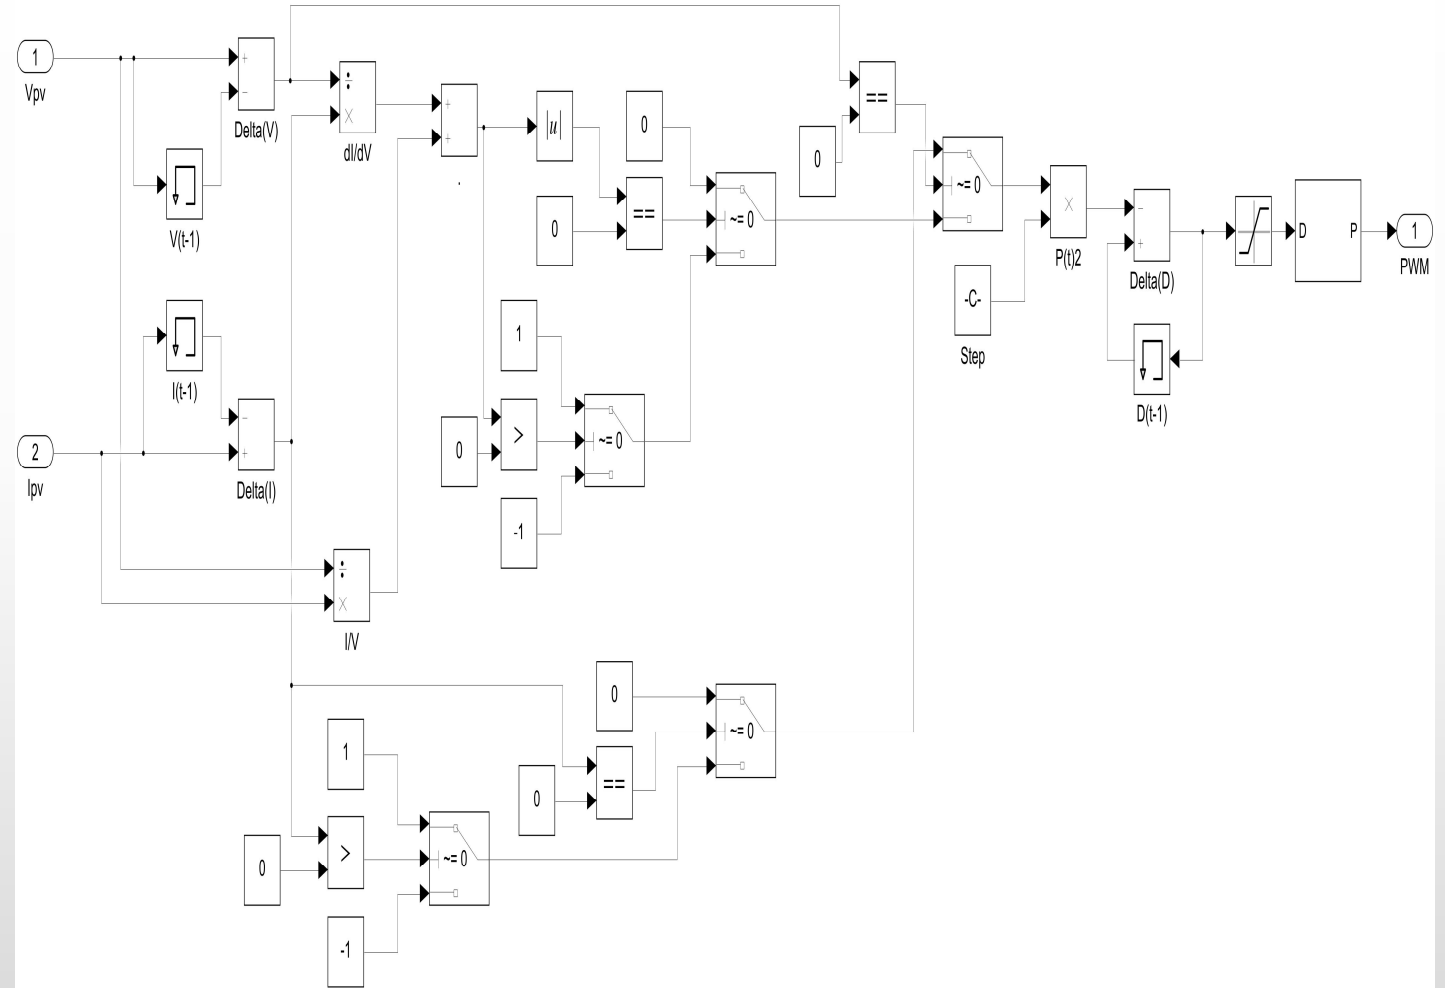 1
Vpv
+
−
Delta(V)
V(t-1)
÷
×
dI/dV
+
+
.
|u|
0
0
==
~= 0
0
==
~= 0
-C-
Step
×
P(t)2
−
+
Delta(D)
D(t-1)
D P
1
PWM
I(t-1)
2
Ipv
−
+
Delta(I)
1
0
>
~= 0
-1
÷
×
I/V
0
0
==
~= 0
1
0
>
~= 0
-1